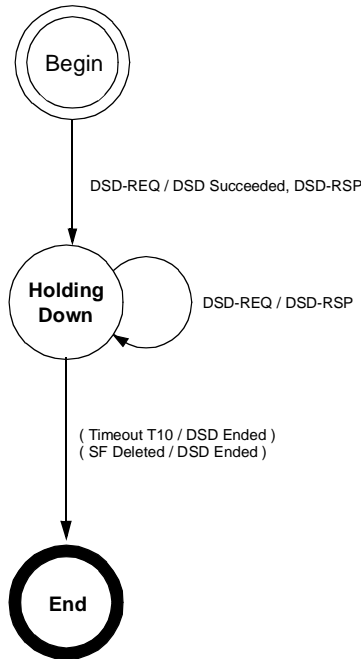 Begin
DSD-REQ / DSD Succeeded, DSD-RSP
Holding
Down
DSD-REQ / DSD-RSP
( Timeout T10 / DSD Ended )
( SF Deleted / DSD Ended )
End